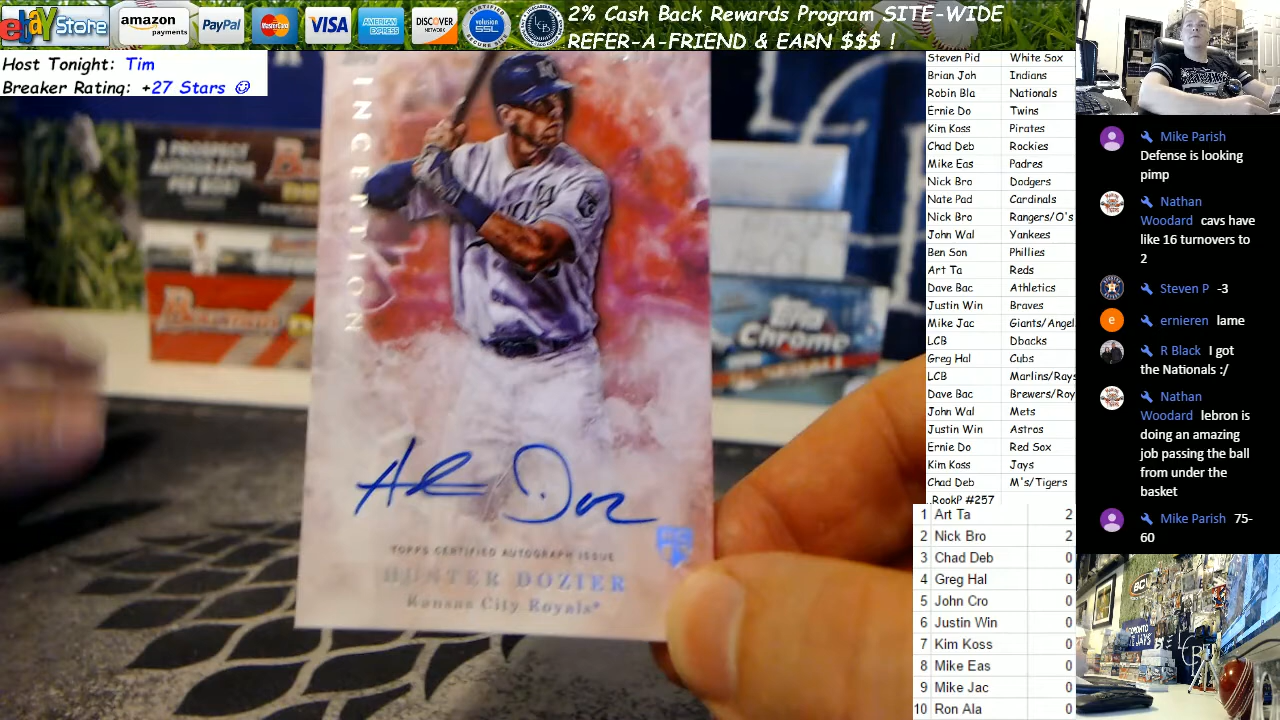 ebay Store
amazon payments
PayPal
MasterCard
VISA
AMERICAN EXPRESS
DISCOVER NETWORK
volusion SSL
2% Cash Back Rewards Program SITE-WIDE
REFER-A-FRIEND & EARN $$$ !
Host Tonight: Tim
Breaker Rating: +27 Stars ☺
INCEPTION
TOPPS CERTIFIED AUTOGRAPH ISSUE
HUNTER DOZIER
Kansas City Royals®
Topps
Chrome
Steven Pid White Sox
Brian Joh Indians
Robin Bla Nationals
Ernie Do Twins
Kim Koss Pirates
Chad Deb Rockies
Mike Eas Padres
Nick Bro Dodgers
Nate Pad Cardinals
Nick Bro Rangers/O's
John Wal Yankees
Ben Son Phillies
Art Ta Reds
Dave Bac Athletics
Justin Win Braves
Mike Jac Giants/Angel
LCB Dbacks
Greg Hal Cubs
LCB Marlins/Rays
Dave Bac Brewers/Roy
John Wal Mets
Justin Win Astros
Ernie Do Red Sox
Kim Koss Jays
Chad Deb M's/Tigers
RookP #257
1 Art Ta 2
2 Nick Bro 2
3 Chad Deb 0
4 Greg Hal 0
5 John Cro 0
6 Justin Win 0
7 Kim Koss 0
8 Mike Eas 0
9 Mike Jac 0
10 Ron Ala 0
Mike Parish
Defense is looking
pimp
Nathan
Woodard cavs have
like 16 turnovers to
2
Steven P -3
e ernieren lame
R Black I got
the Nationals :/
Nathan
Woodard lebron is
doing an amazing
job passing the ball
from under the
basket
Mike Parish 75-
60